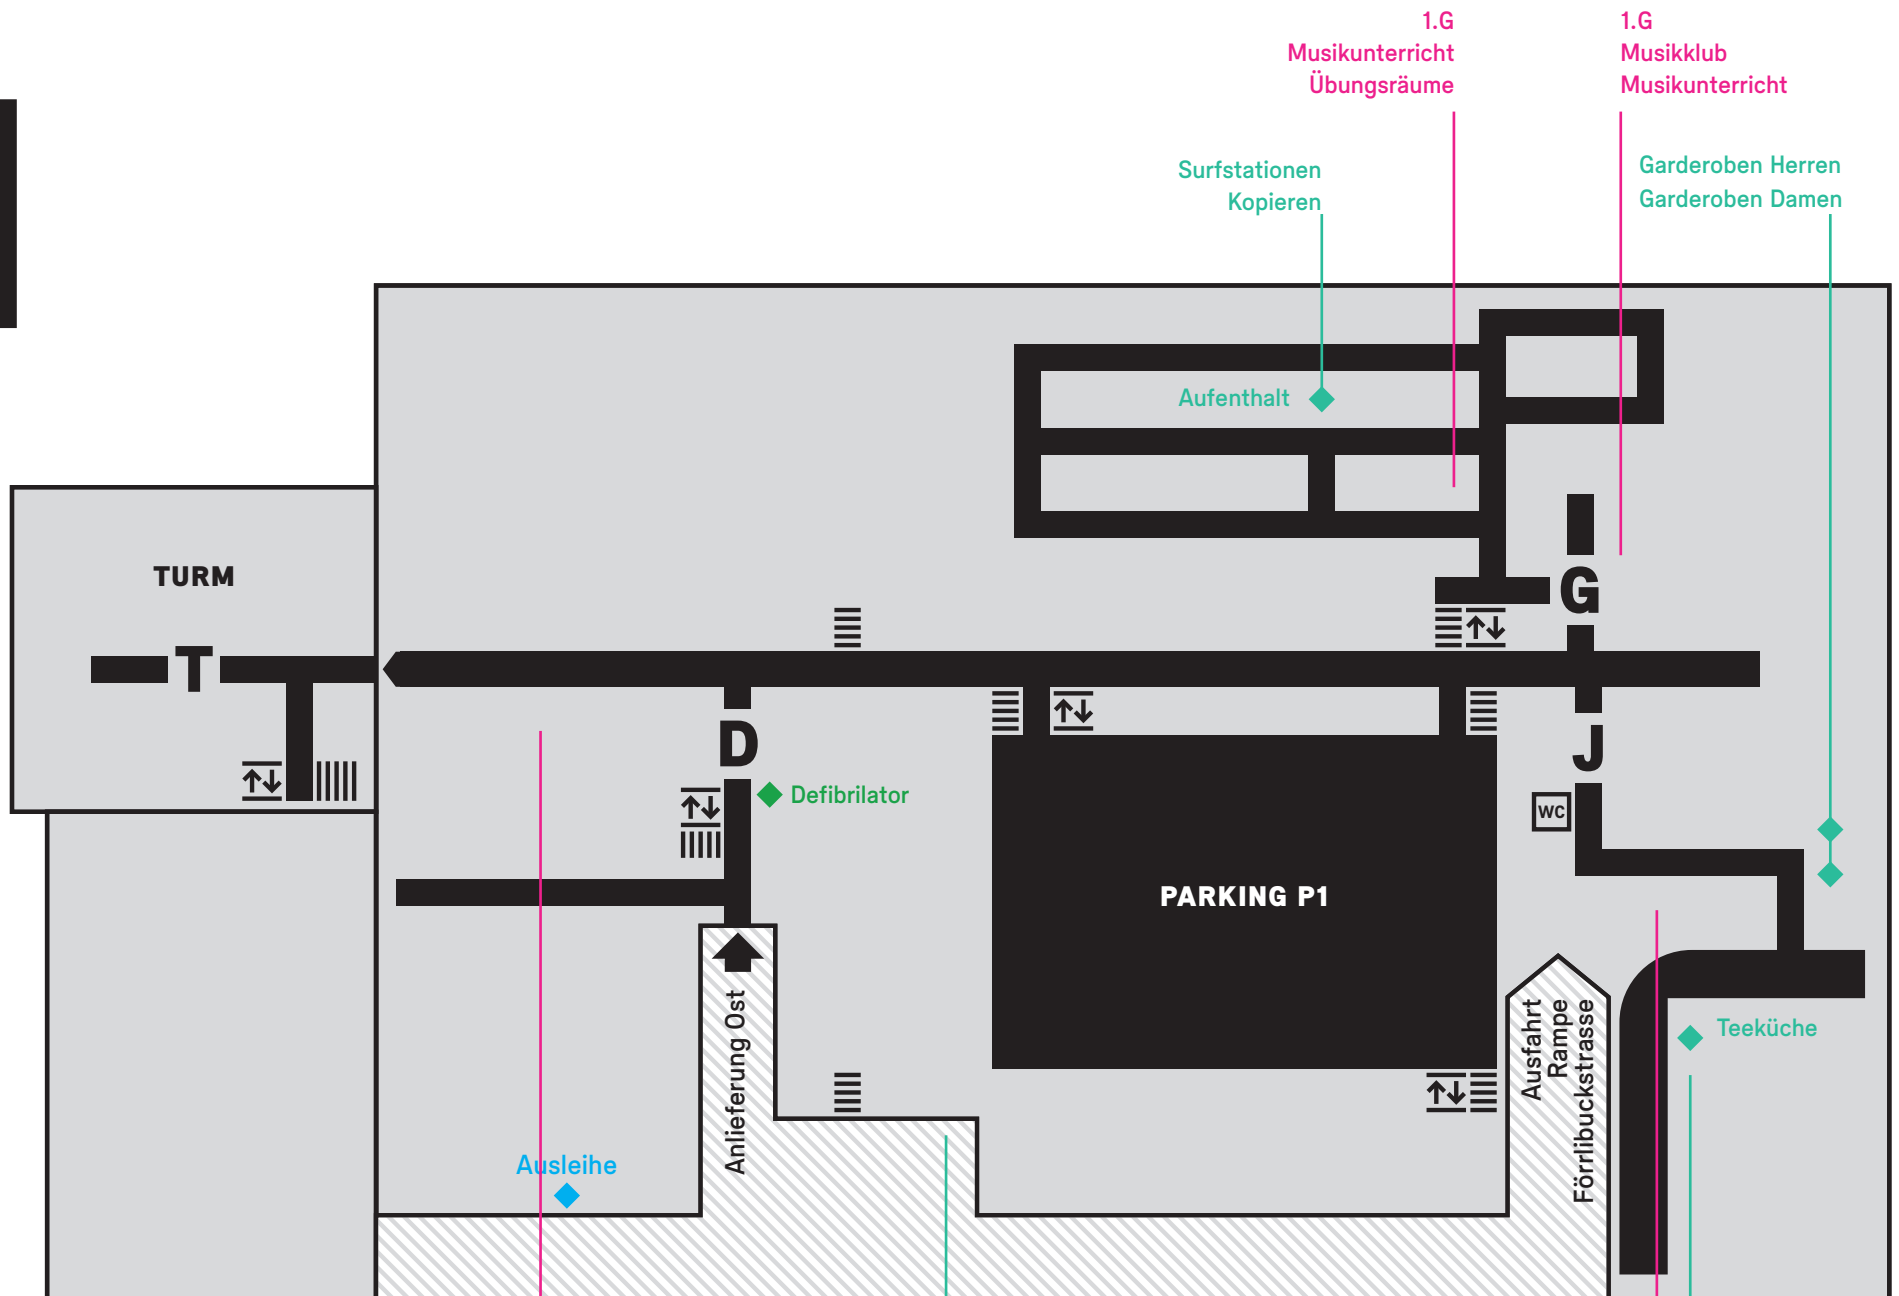 1.G
Musikunterricht
Übungsräume
1.G
Musikklub
Musikunterricht
Surfstationen
Kopieren
Garderoben Herren
Garderoben Damen
Aufenthalt
TURM
G
T
D
J
Defibrilator
WC
PARKING P1
Anlieferung Ost
Ausfahrt
Rampe
Förrlibuckstrasse
Teeküche
Ausleihe